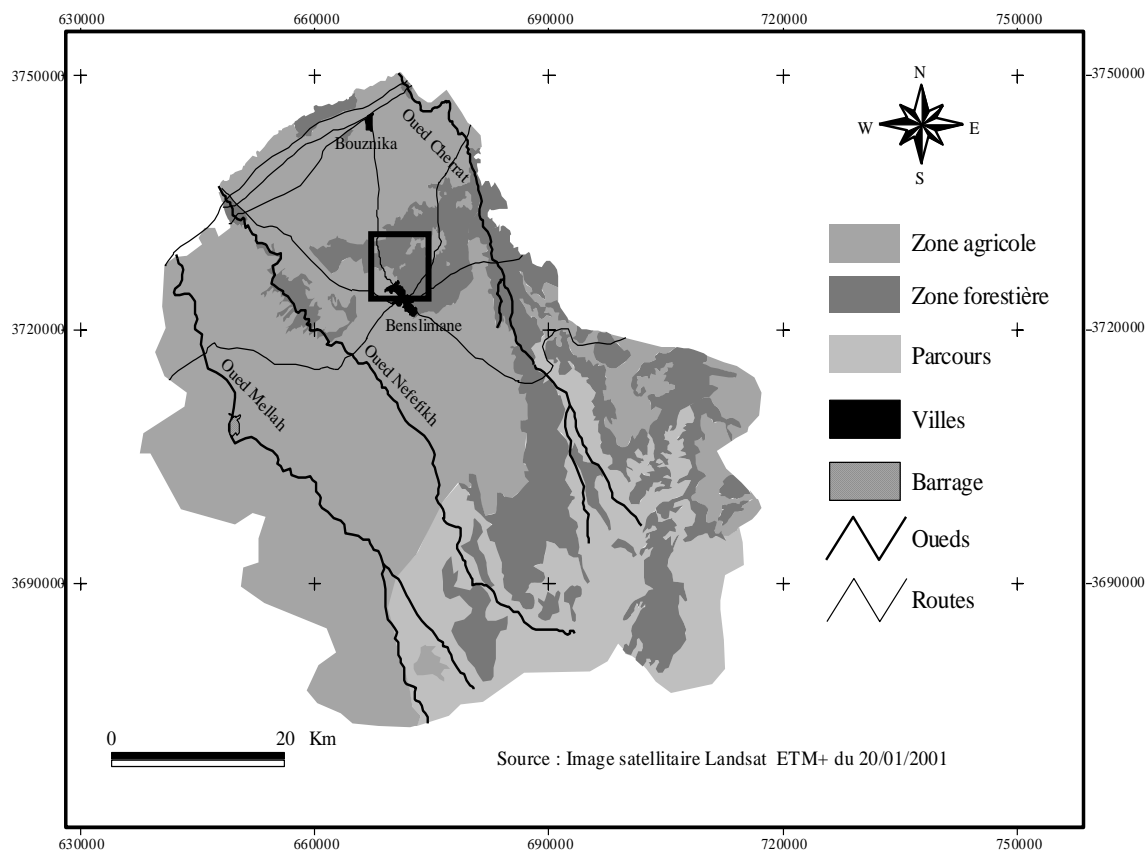 630000 660000 690000 720000 750000
3750000 3750000
N
W E
S
Bouznika
Oued Cherrat
Zone agricole
Zone forestière
3720000 3720000
Benslimane
Parcours
Oued Mellah
Oued Nefefikh
Villes
Barrage
Oueds
3690000 3690000
Routes
0 20 Km
Source : Image satellitaire Landsat ETM+ du 20/01/2001
630000 660000 690000 720000 750000